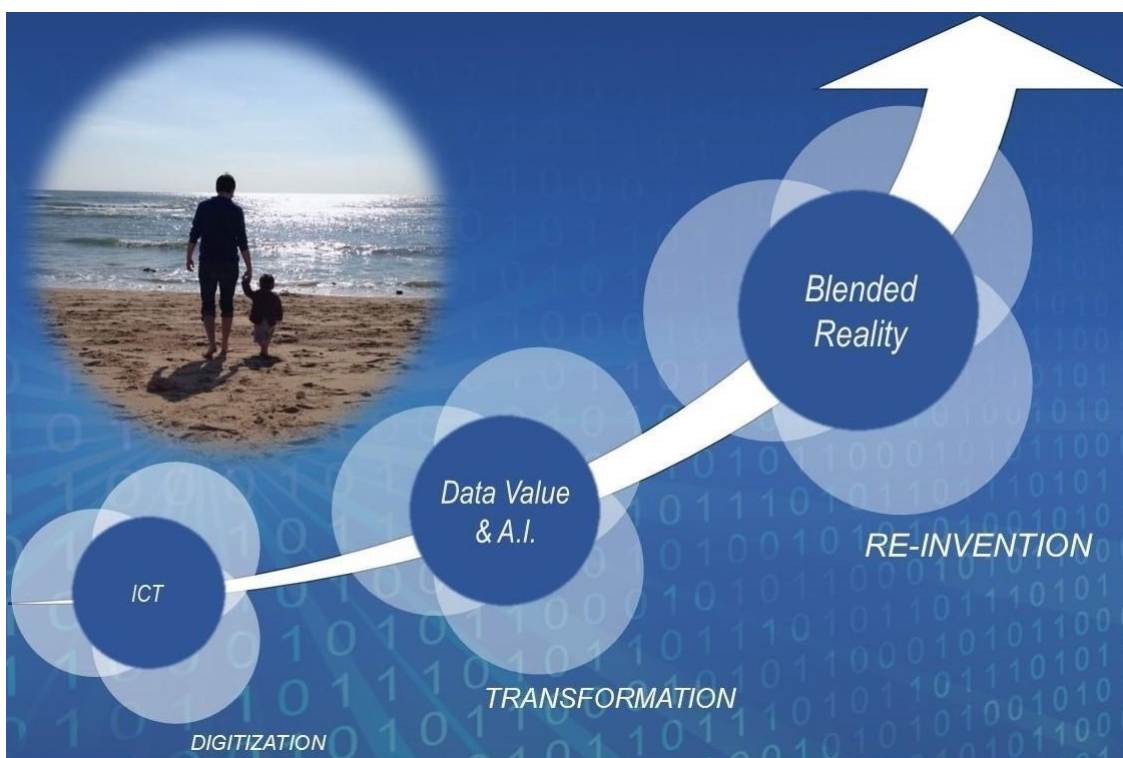 Blended
Reality
Data Value
& A.I.
ICT
RE-INVENTION
TRANSFORMATION
DIGITIZATION